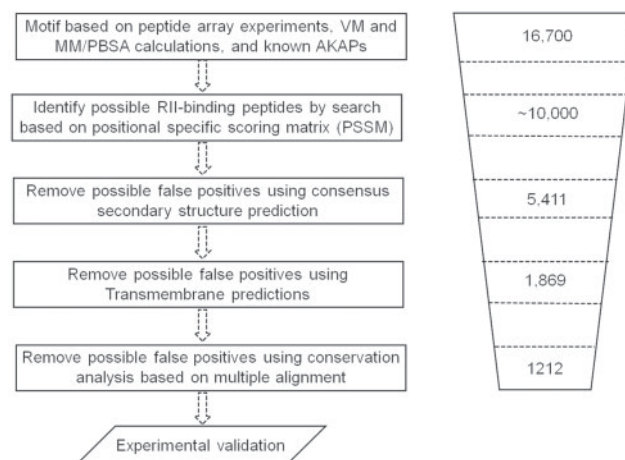 Motif based on peptide array experiments, VM and
MM/PBSA calculations, and known AKAPs
16,700
Identify possible RII-binding peptides by search
based on positional specific scoring matrix (PSSM)
~10,000
Remove possible false positives using consensus
secondary structure prediction
5,411
Remove possible false positives using
Transmembrane predictions
1,869
Remove possible false positives using conservation
analysis based on multiple alignment
1212
Experimental validation